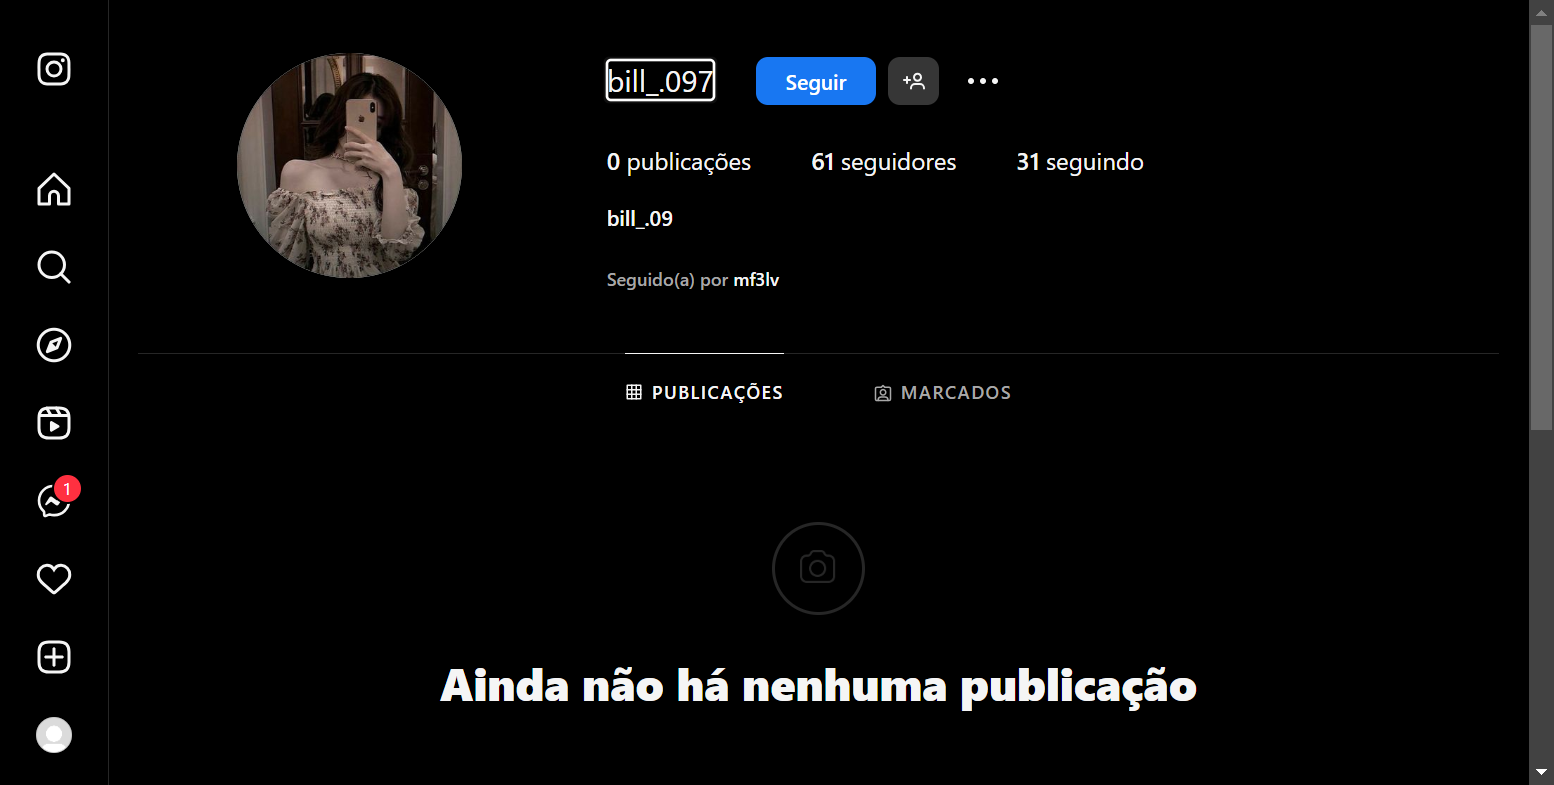 bill_.097 Seguir
0 publicações 61 seguidores 31 seguindo
bill_.09
Seguido(a) por mf3lv
PUBLICAÇÕES MARCADOS
1
Ainda não há nenhuma publicação